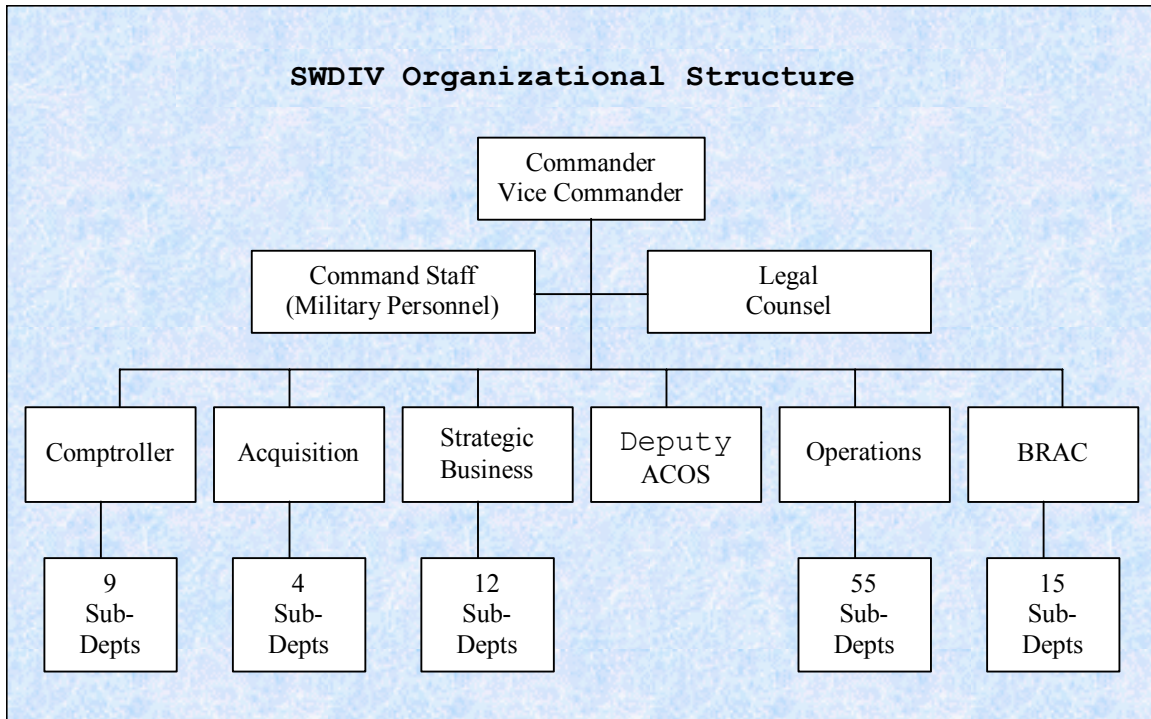 SWDIV Organizational Structure
Commander
Vice Commander
Command Staff
(Military Personnel)
Legal
Counsel
Comptroller
Acquisition
Strategic
Business
Deputy
ACOS
Operations
BRAC
9
Sub-
Depts
4
Sub-
Depts
12
Sub-
Depts
55
Sub-
Depts
15
Sub-
Depts